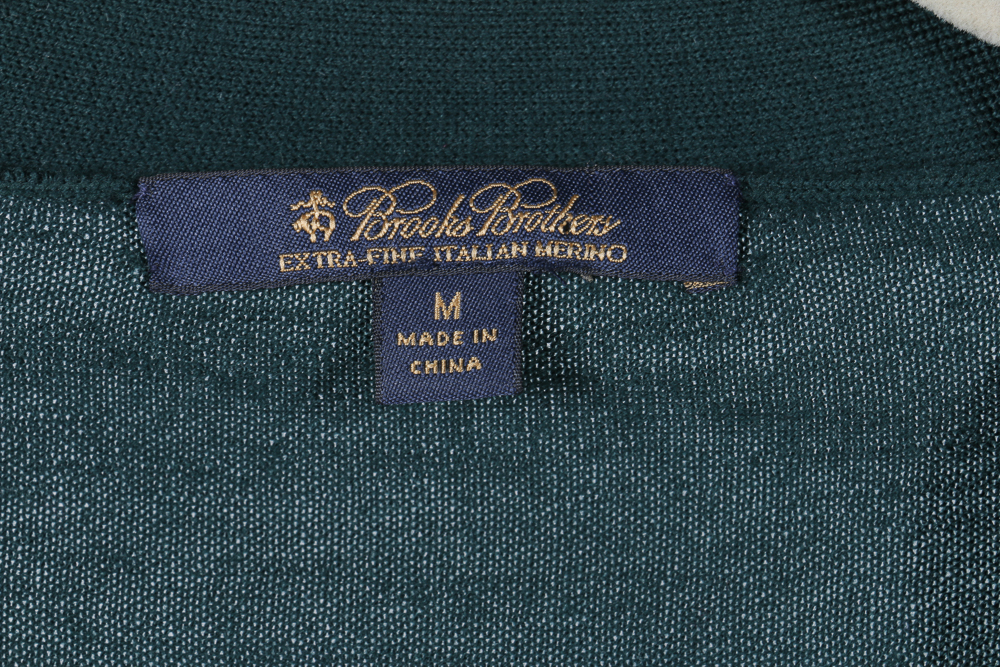 Brooks Brothers
EXTRA-FINE ITALIAN MERINO
M
MADE IN
CHINA